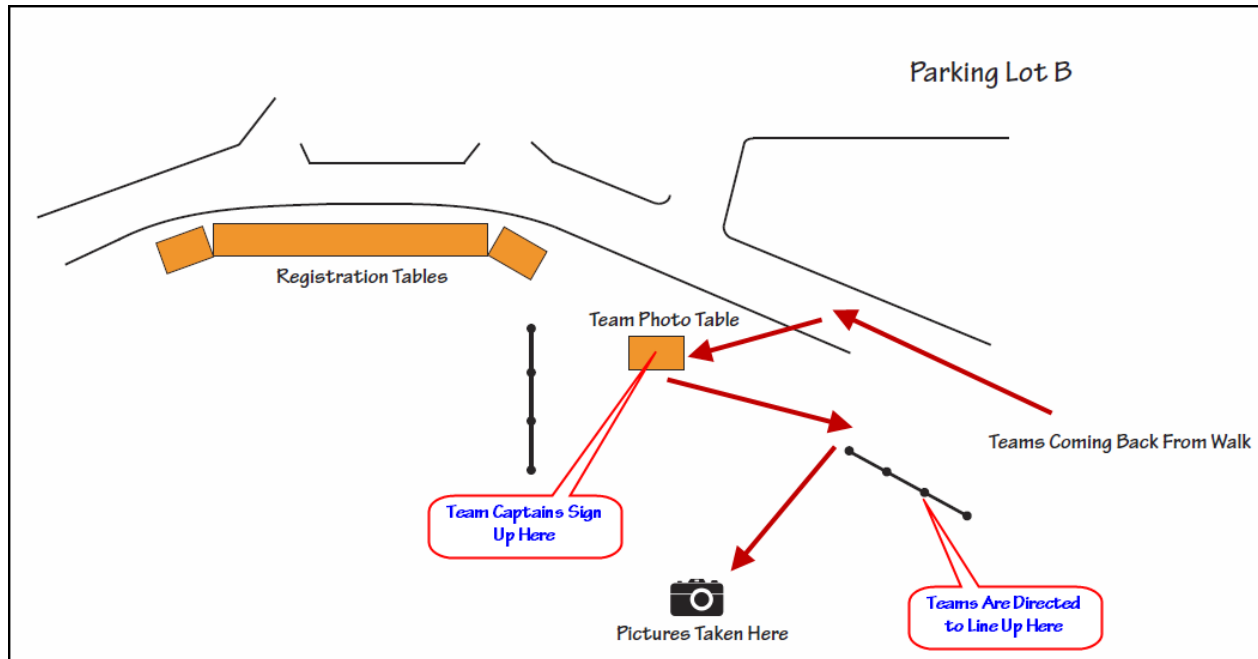 Parking Lot B
Registration Tables
Team Photo Table
Teams Coming Back From Walk
Team Captains Sign
Up Here
Teams Are Directed
to Line Up Here
Pictures Taken Here